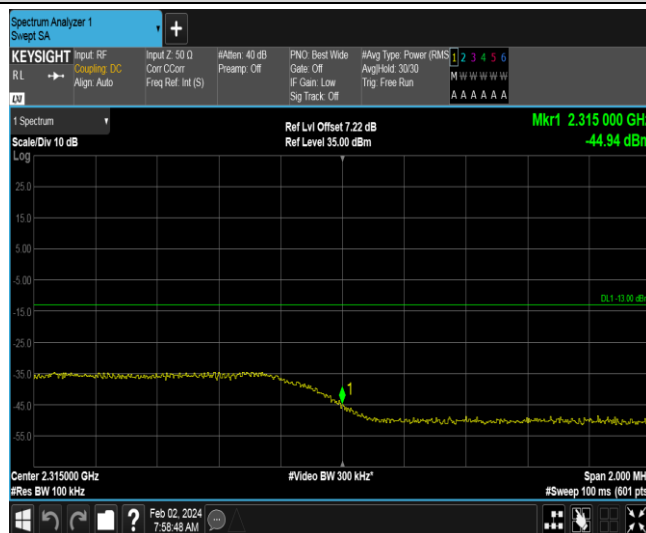 Spectrum Analyzer 1
Swept SA
KEYSIGHT
RL
LXI
Input: RF
Coupling: DC
Align: Auto
Input Z: 50 Ω
Corr CCorr
Freq Ref: Int (S)
#Atten: 40 dB
Preamp: Off
PNO: Best Wide
Gate: Off
IF Gain: Low
Sig Track: Off
#Avg Type: Power (RMS
Avg|Hold: 30/30
Trig: Free Run
1 2 3 4 5 6
M W W W W W
A A A A A A
1 Spectrum
Scale/Div 10 dB
Ref Lvl Offset 7.22 dB
Ref Level 35.00 dBm
Mkr1 2.315 000 GHz
-44.94 dBm
Log
25.0
15.0
5.00
-5.00
DL1 -13.00 dBm
-15.0
-25.0
-35.0
1
-45.0
-55.0
Center 2.315000 GHz
#Video BW 300 kHz*
Span 2.000 MH
#Res BW 100 kHz
#Sweep 100 ms (601 pts
?
Feb 02, 2024
7:58:48 AM